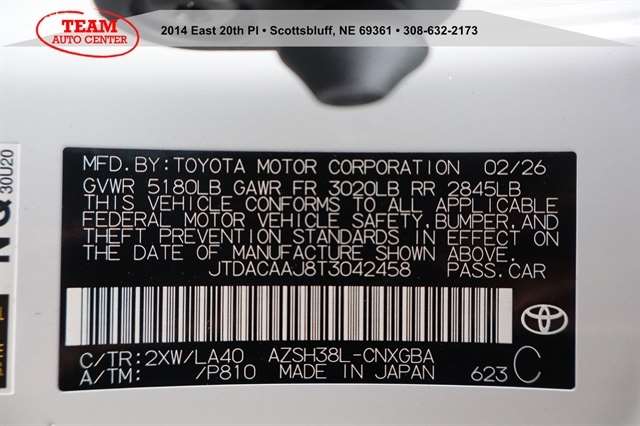 TEAM
AUTO CENTER
2014 East 20th Pl • Scottsbluff, NE 69361 • 308-632-2173
30U20
MFD.BY:TOYOTA MOTOR CORPORATION 02/26
GVWR 5180LB GAWR FR 3020LB RR 2845LB
THIS VEHICLE CONFORMS TO ALL APPLICABLE
FEDERAL MOTOR VEHICLE SAFETY,BUMPER,AND
THEFT PREVENTION STANDARDS IN EFFECT ON
THE DATE OF MANUFACTURE SHOWN ABOVE.
JTDACAAJ8T3042458 PASS.CAR
C/TR:2XW/LA40 AZSH38L-CNXGBA
A/TM: /P810 MADE IN JAPAN 623 C